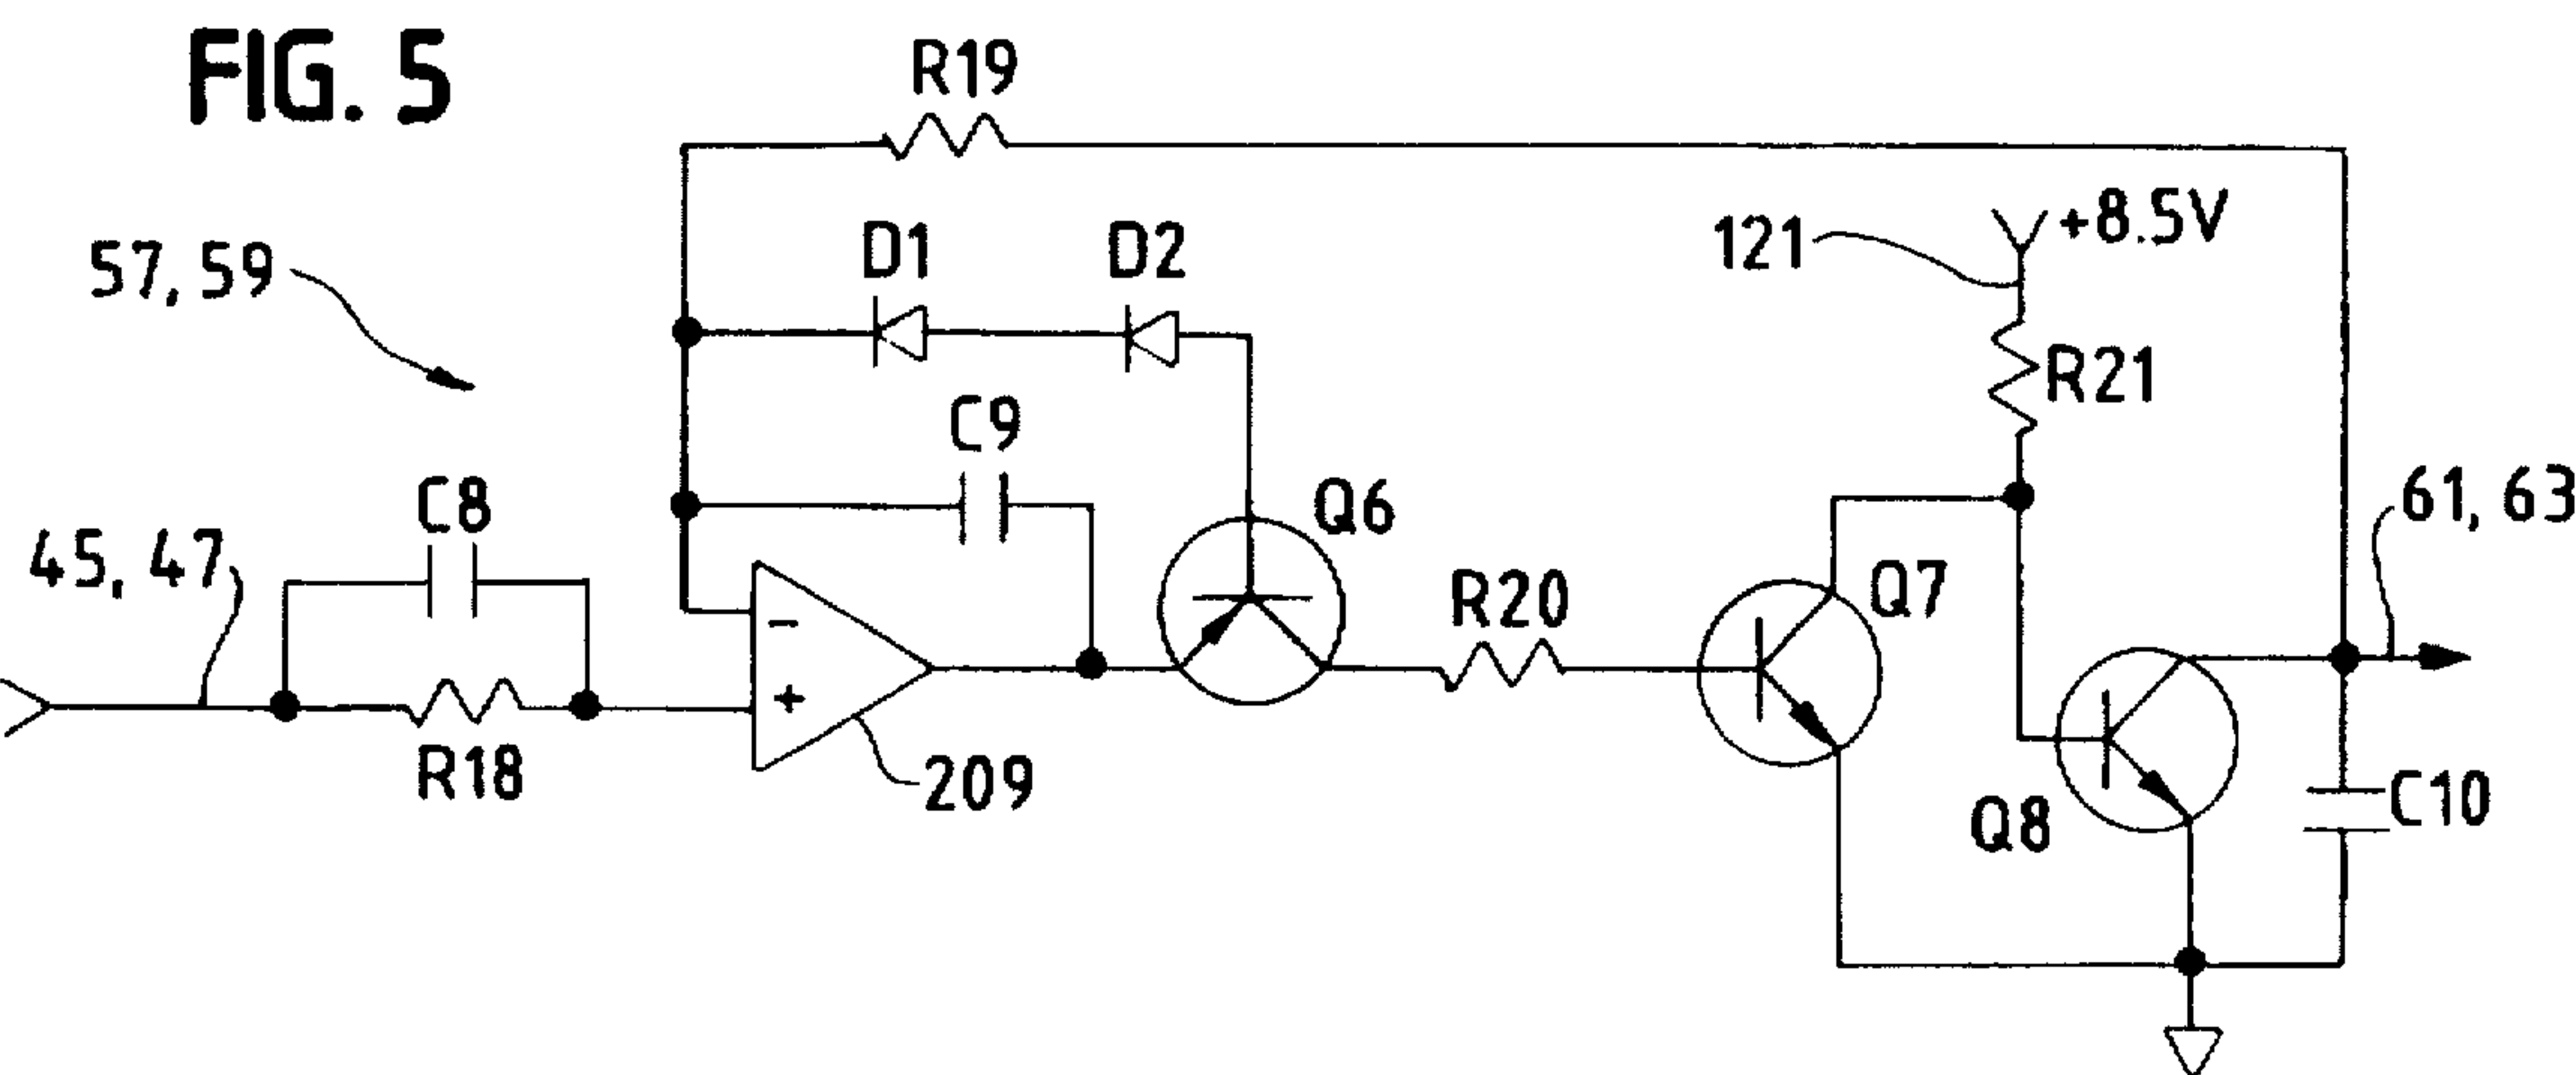 FIG. 5
R19
57, 59
D1
D2
121
+8.5V
R21
C9
C8
Q6
45, 47
61, 63
R20
Q7
-
+
R18
209
Q8
C10